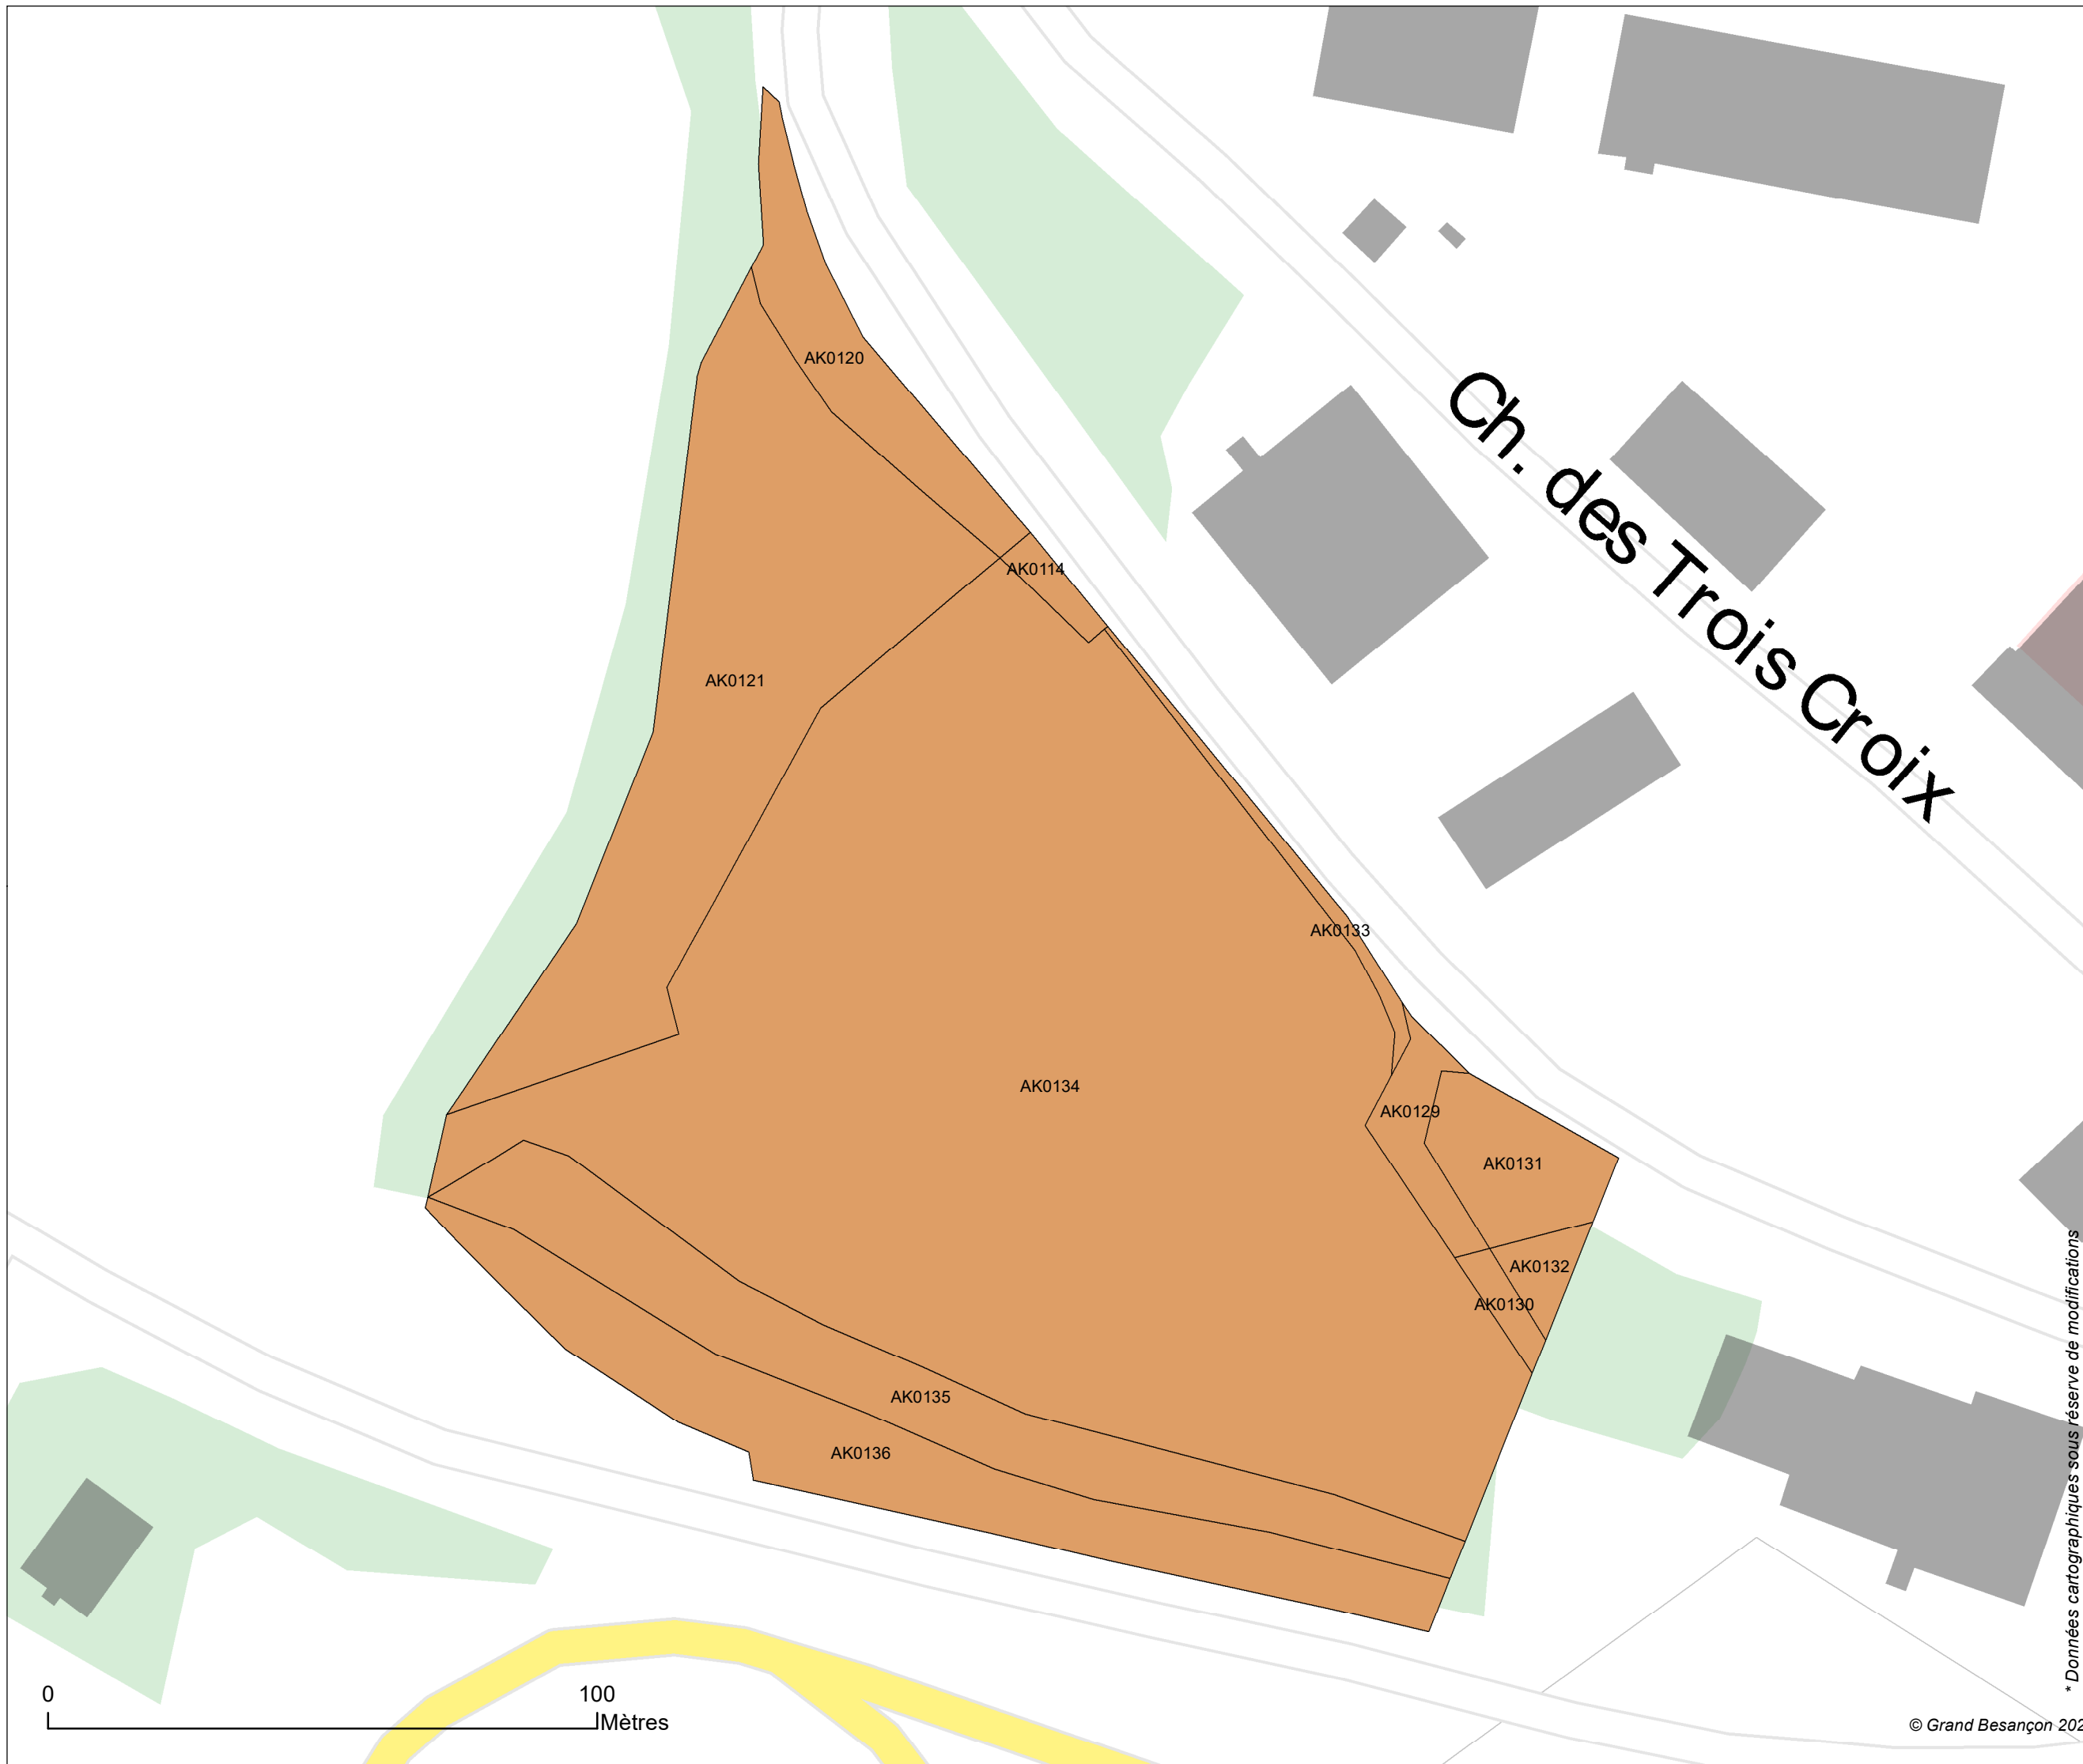 AK0120
Ch. des Trois Croix
AK0114
AK0121
AK0133
AK0134
AK0129
AK0131
AK0132
AK0130
AK0135
AK0136
0
100
Mètres
* Données cartographiques sous réserve de modifications
© Grand Besançon 202